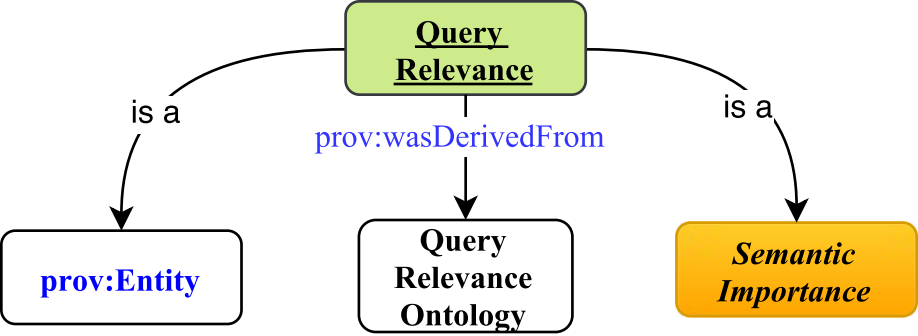 Query
Relevance
is a
prov:wasDerivedFrom
is a
prov:Entity
Query
Relevance
Ontology
Semantic
Importance